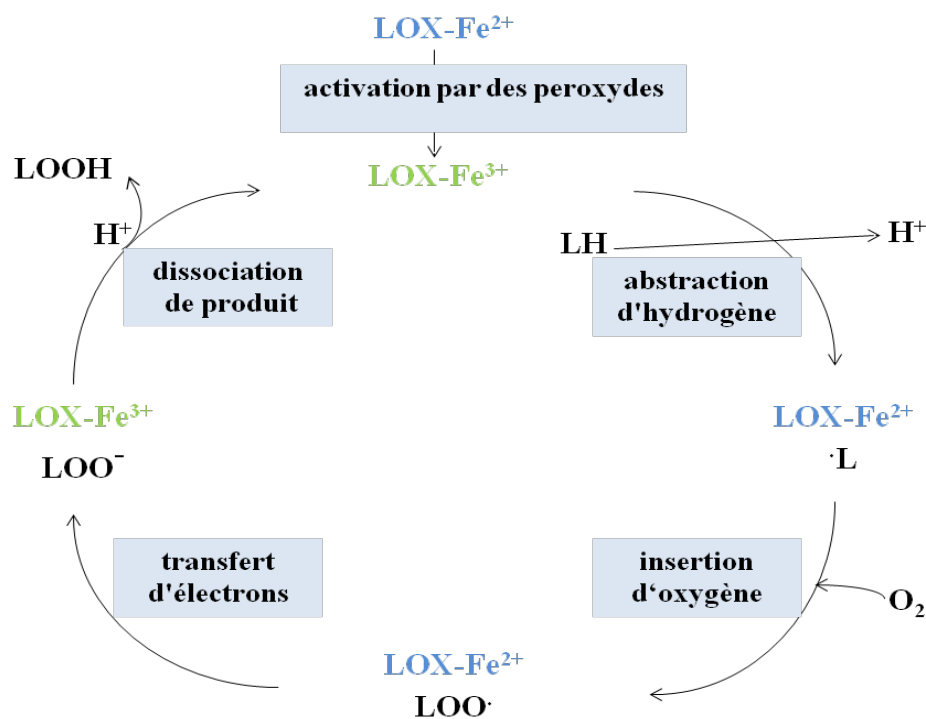 LOX-Fe²⁺
activation par des peroxydes
LOX-Fe³⁺
LOOH
H⁺
dissociation
de produit
LH
H⁺
abstraction
d'hydrogène
LOX-Fe³⁺
LOO⁻
LOX-Fe²⁺
·L
transfert
d'électrons
insertion
d‘oxygène
O₂
LOX-Fe²⁺
LOO·